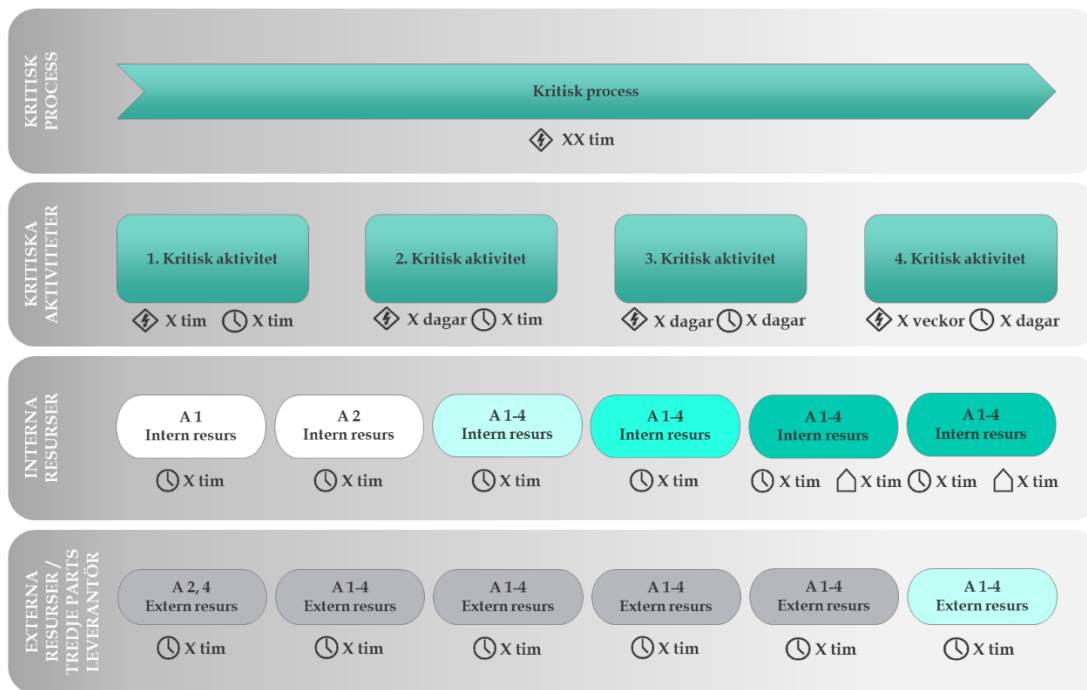 KRITISK
PROCESS
Kritisk process
XX tim
KRITISKA
AKTIVITETER
1. Kritisk aktivitet
2. Kritisk aktivitet
3. Kritisk aktivitet
4. Kritisk aktivitet
X tim X tim
X dagar X tim
X dagar X dagar
X veckor X dagar
INTERNA
RESURSER
A 1
Intern resurs
A 2
Intern resurs
A 1-4
Intern resurs
A 1-4
Intern resurs
A 1-4
Intern resurs
A 1-4
Intern resurs
X tim
X tim
X tim
X tim
X tim X tim
X tim X tim
EXTERNA
RESURSER /
TREDJE PARTS
LEVERANTÖR
A 2, 4
Extern resurs
A 1-4
Extern resurs
A 1-4
Extern resurs
A 1-4
Extern resurs
A 1-4
Extern resurs
A 1-4
Extern resurs
X tim
X tim
X tim
X tim
X tim
X tim